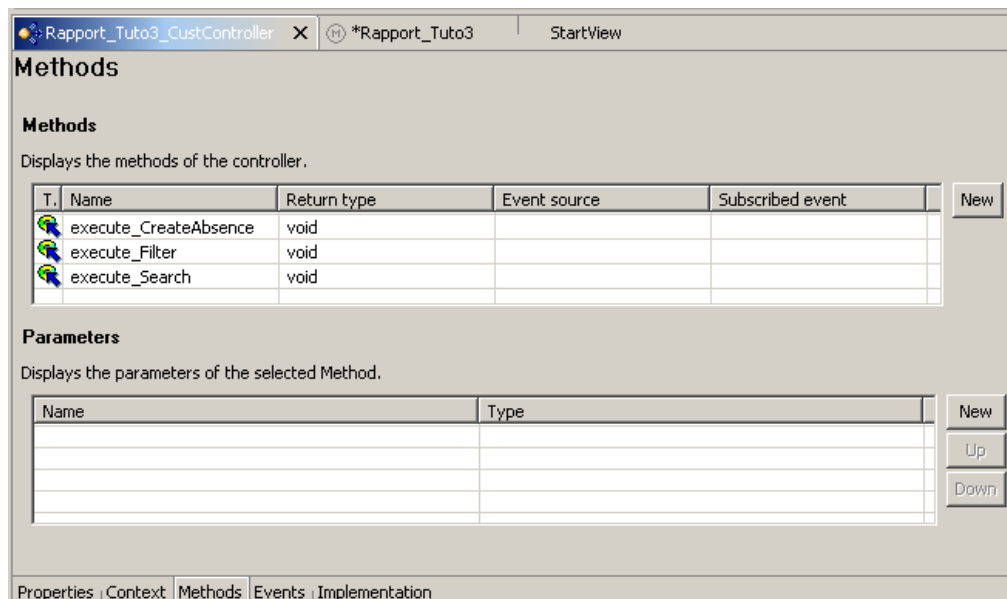 Rapport_Tuto3_CustController *Rapport_Tuto3 StartView
Methods
Methods
Displays the methods of the controller.
T. Name Return type Event source Subscribed event New
execute_CreateAbsence void
execute_Filter void
execute_Search void
Parameters
Displays the parameters of the selected Method.
Name Type New
Up
Down
Properties Context Methods Events Implementation